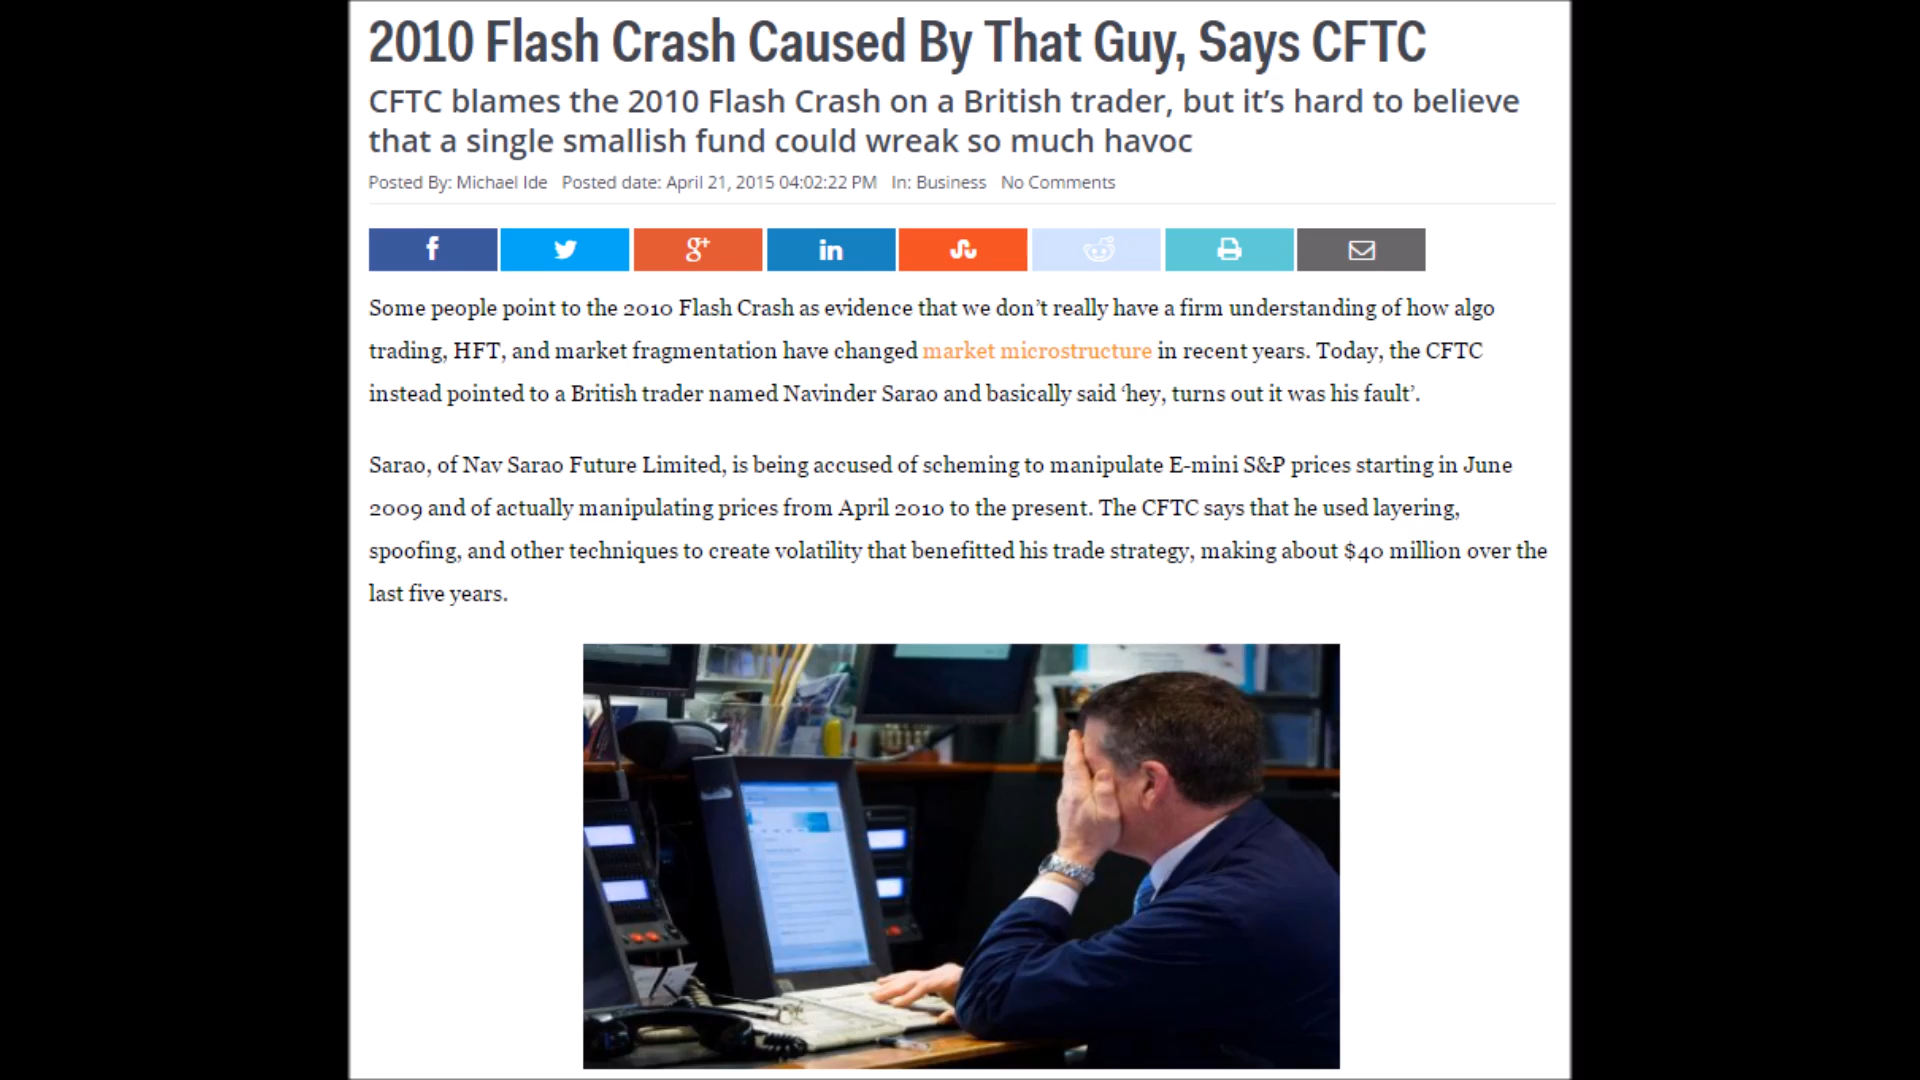 2010 Flash Crash Caused By That Guy, Says CFTC
CFTC blames the 2010 Flash Crash on a British trader, but it’s hard to believe
that a single smallish fund could wreak so much havoc
Posted By: Michael Ide Posted date: April 21, 2015 04:02:22 PM In: Business No Comments
f g+ in
Some people point to the 2010 Flash Crash as evidence that we don’t really have a firm understanding of how algo
trading, HFT, and market fragmentation have changed market microstructure in recent years. Today, the CFTC
instead pointed to a British trader named Navinder Sarao and basically said ‘hey, turns out it was his fault’.
Sarao, of Nav Sarao Future Limited, is being accused of scheming to manipulate E-mini S&P prices starting in June
2009 and of actually manipulating prices from April 2010 to the present. The CFTC says that he used layering,
spoofing, and other techniques to create volatility that benefitted his trade strategy, making about $40 million over the
last five years.